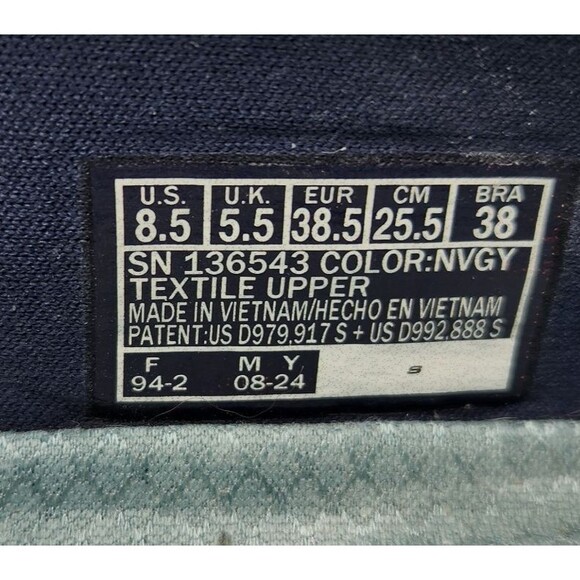 U.S. U.K. EUR CM BRA
8.5 5.5 38.5 25.5 38
SN 136543 COLOR:NVGY
TEXTILE UPPER
MADE IN VIETNAM/HECHO EN VIETNAM
PATENT:US D979,917 S + US D992,888 S
F M Y
94-2 08-24
S